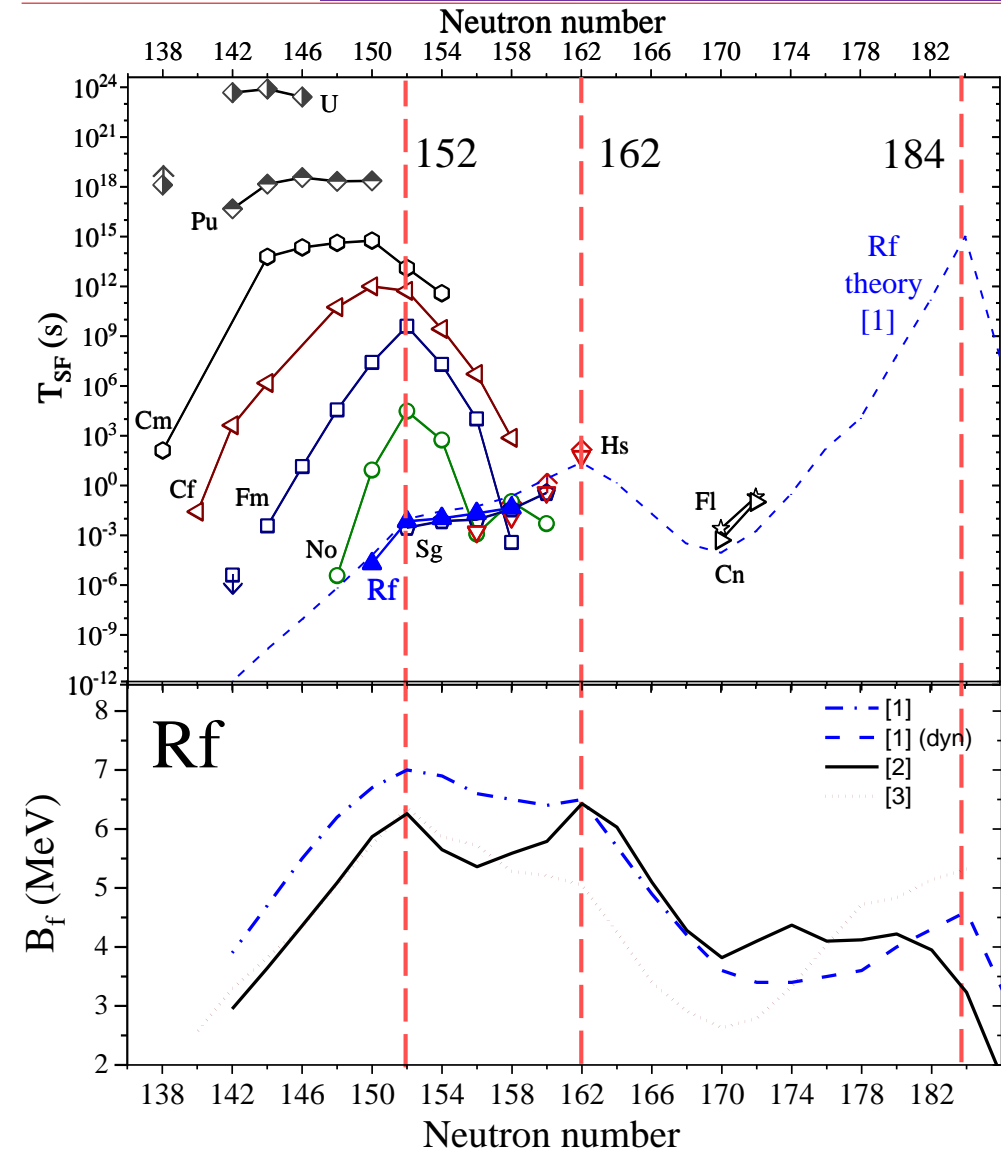 Neutron number
138 142 146 150 154 158 162 166 170 174 178 182
10^24
10^21
10^18
10^15
10^12
10^9
10^6
10^3
10^0
10^-3
10^-6
10^-9
10^-12
T_SF (s)
U
152
162
184
Pu
Rf
theory
[1]
Cm
Cf
Fm
No
Hs
Fl
Sg
Cn
Rf
Rf
[1]
[1] (dyn)
[2]
[3]
8
7
6
5
4
3
2
B_f (MeV)
138 142 146 150 154 158 162 166 170 174 178 182
Neutron number